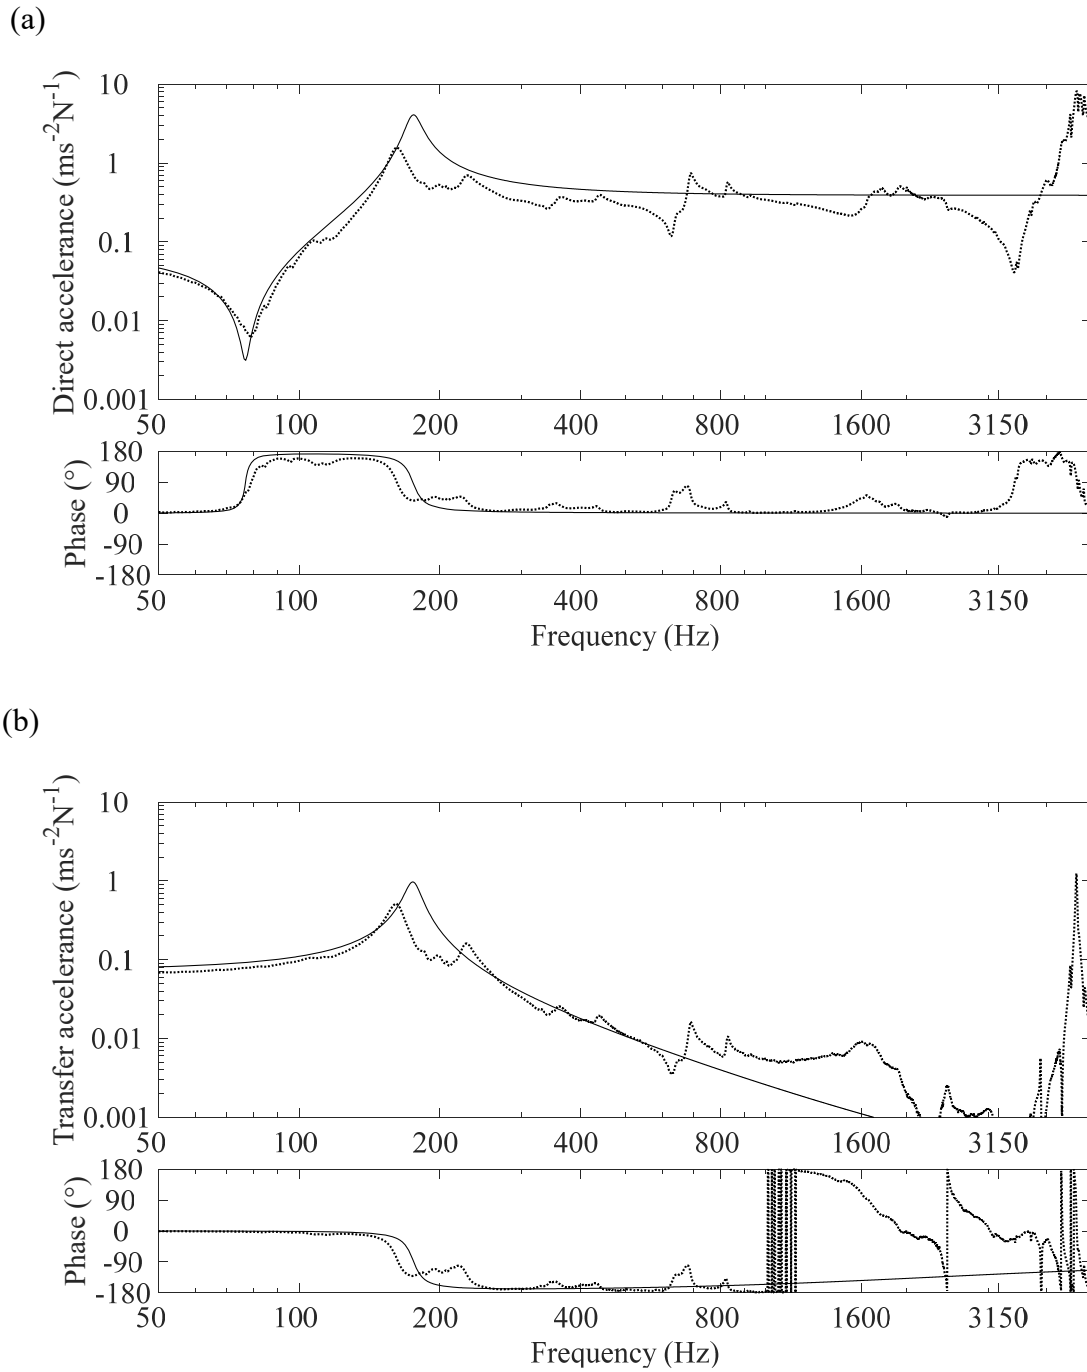 (a)
Direct accelerance (ms⁻²N⁻¹)
10
1
0.1
0.01
0.001
50 100 200 400 800 1600 3150
Phase (°)
180
90
0
-90
-180
50 100 200 400 800 1600 3150
Frequency (Hz)
(b)
Transfer accelerance (ms⁻²N⁻¹)
10
1
0.1
0.01
0.001
50 100 200 400 800 1600 3150
Phase (°)
180
90
0
-90
-180
50 100 200 400 800 1600 3150
Frequency (Hz)